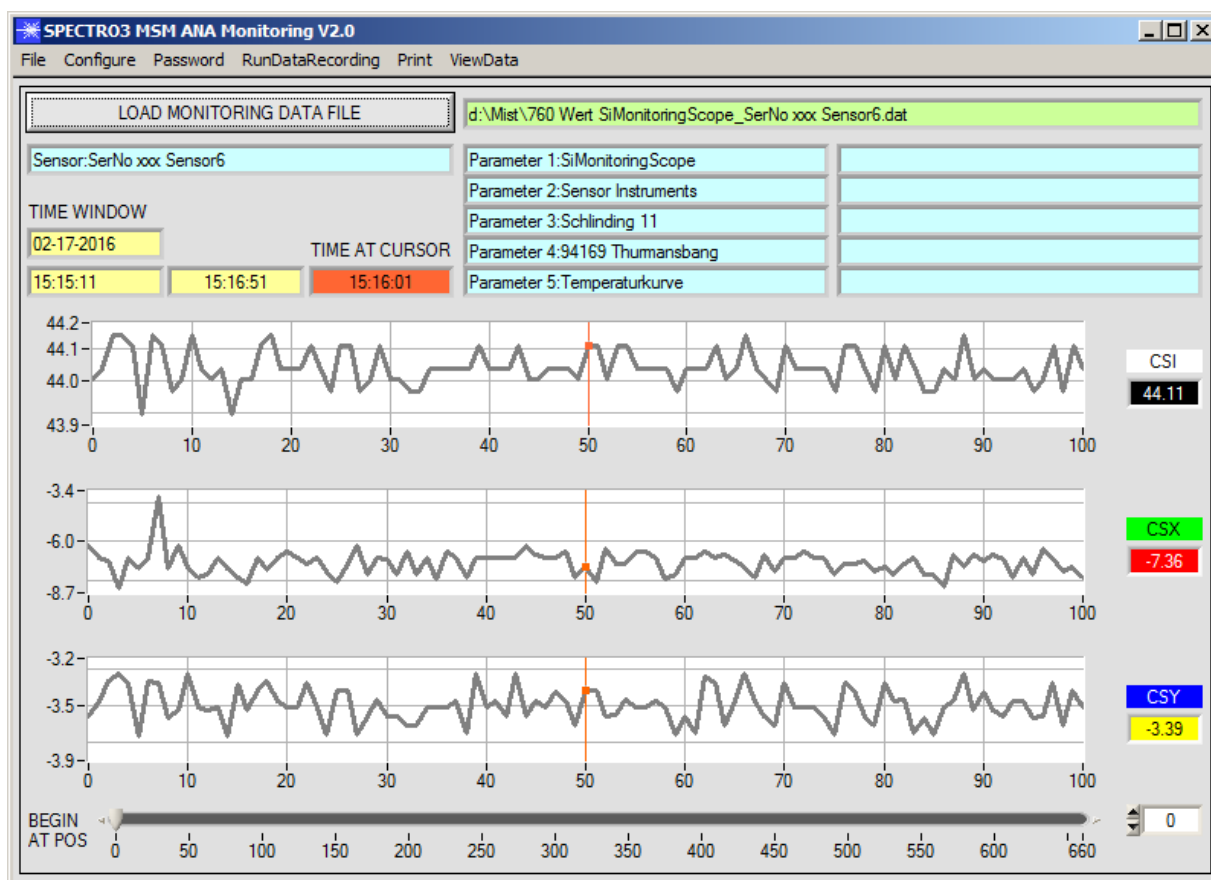 SPECTRO3 MSM ANA Monitoring V2.0
File Configure Password RunDataRecording Print ViewData
LOAD MONITORING DATA FILE
d:\Mist\760 Wert SiMonitoringScope_SerNo xxx Sensor6.dat
Sensor:SerNo xxx Sensor6
Parameter 1:SiMonitoringScope
Parameter 2:Sensor Instruments
Parameter 3:Schlinding 11
Parameter 4:94169 Thurmansbang
Parameter 5:Temperaturkurve
TIME WINDOW
02-17-2016
TIME AT CURSOR
15:15:11 15:16:51 15:16:01
44.2
44.1
44.0
43.9
0 10 20 30 40 50 60 70 80 90 100
CSI
44.11
-3.4
-6.0
-8.7
0 10 20 30 40 50 60 70 80 90 100
CSX
-7.36
-3.2
-3.5
-3.9
0 10 20 30 40 50 60 70 80 90 100
CSY
-3.39
BEGIN
AT POS
0 50 100 150 200 250 300 350 400 450 500 550 600 660
0